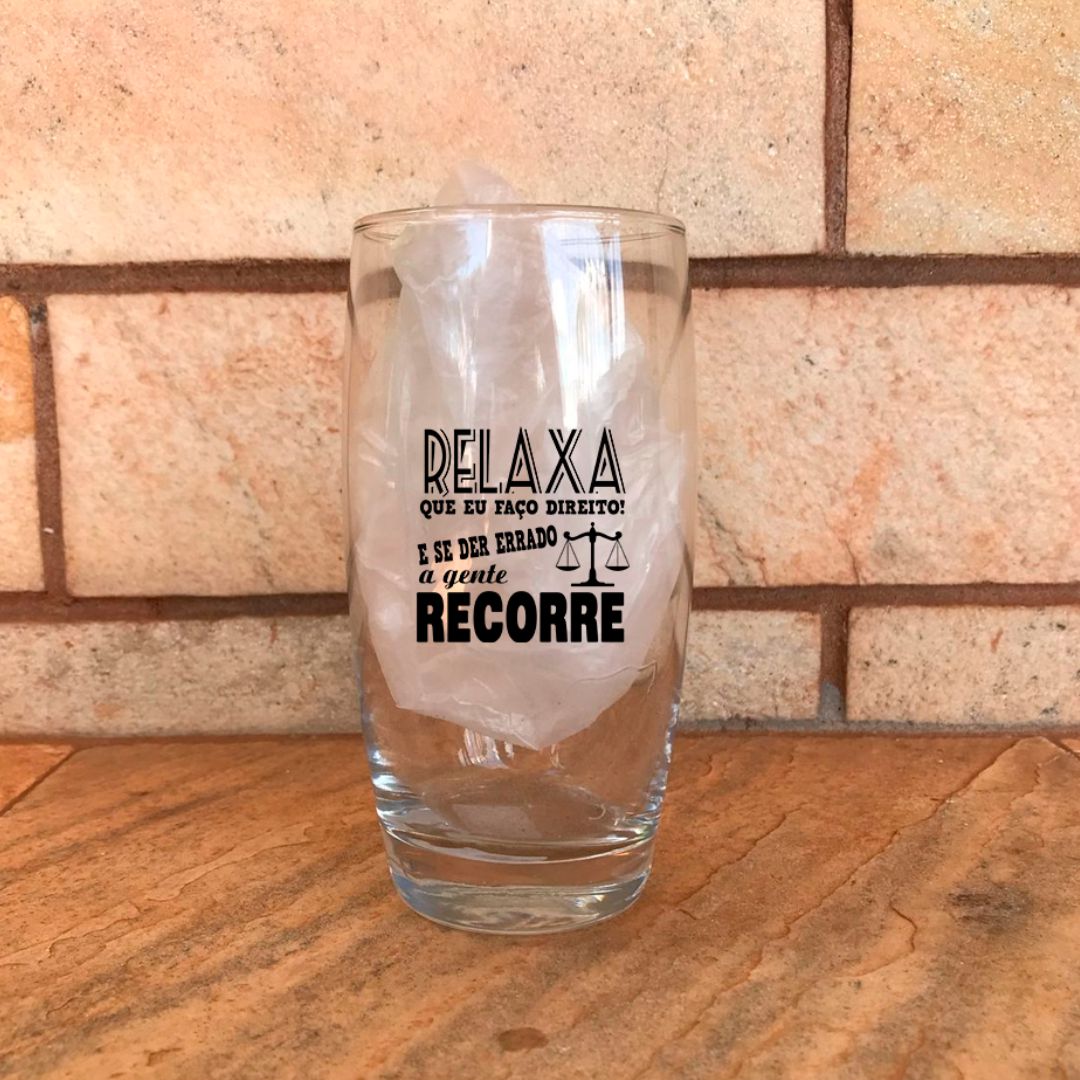 RELAXA
QUE EU FAÇO DIREITO!
E SE DER ERRADO
a gente
RECORRE